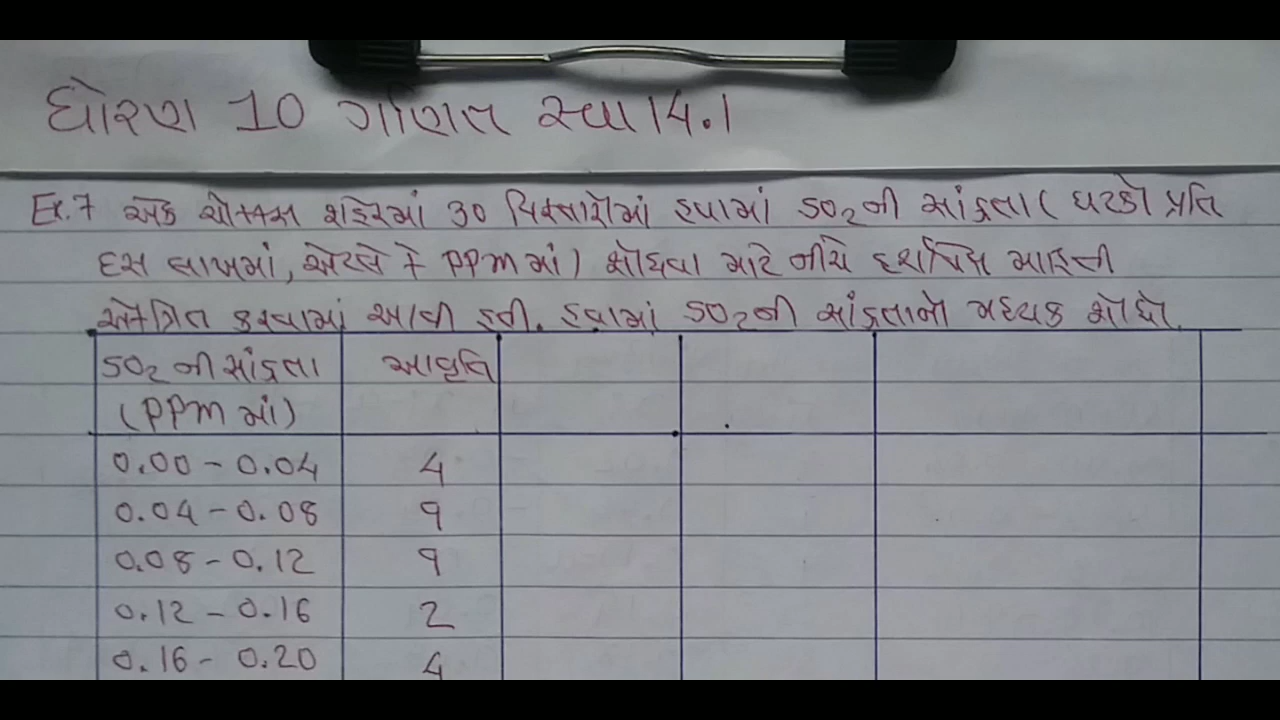 ધોરણ 10 ગણિત સ્વા 14.1
Ex.7 એક ચોક્કસ શહેરમાં 30 વિસ્તારોમાં હવામાં SO₂ની સાંદ્રતા (ઘટકો પ્રતિ
દસ લાખમાં, એટલે કે PPm માં) શોધવા માટે નીચે દર્શાવેલ માહિતી
એકત્રિત કરવામાં આવી હતી. હવામાં SO₂ની સાંદ્રતાનો મધ્યક શોધો.
SO₂ ની સાંદ્રતા આવૃતિ
(PPm માં)
0.00 - 0.04 4
0.04 - 0.08 9
0.08 - 0.12 9
0.12 - 0.16 2
0.16 - 0.20 4